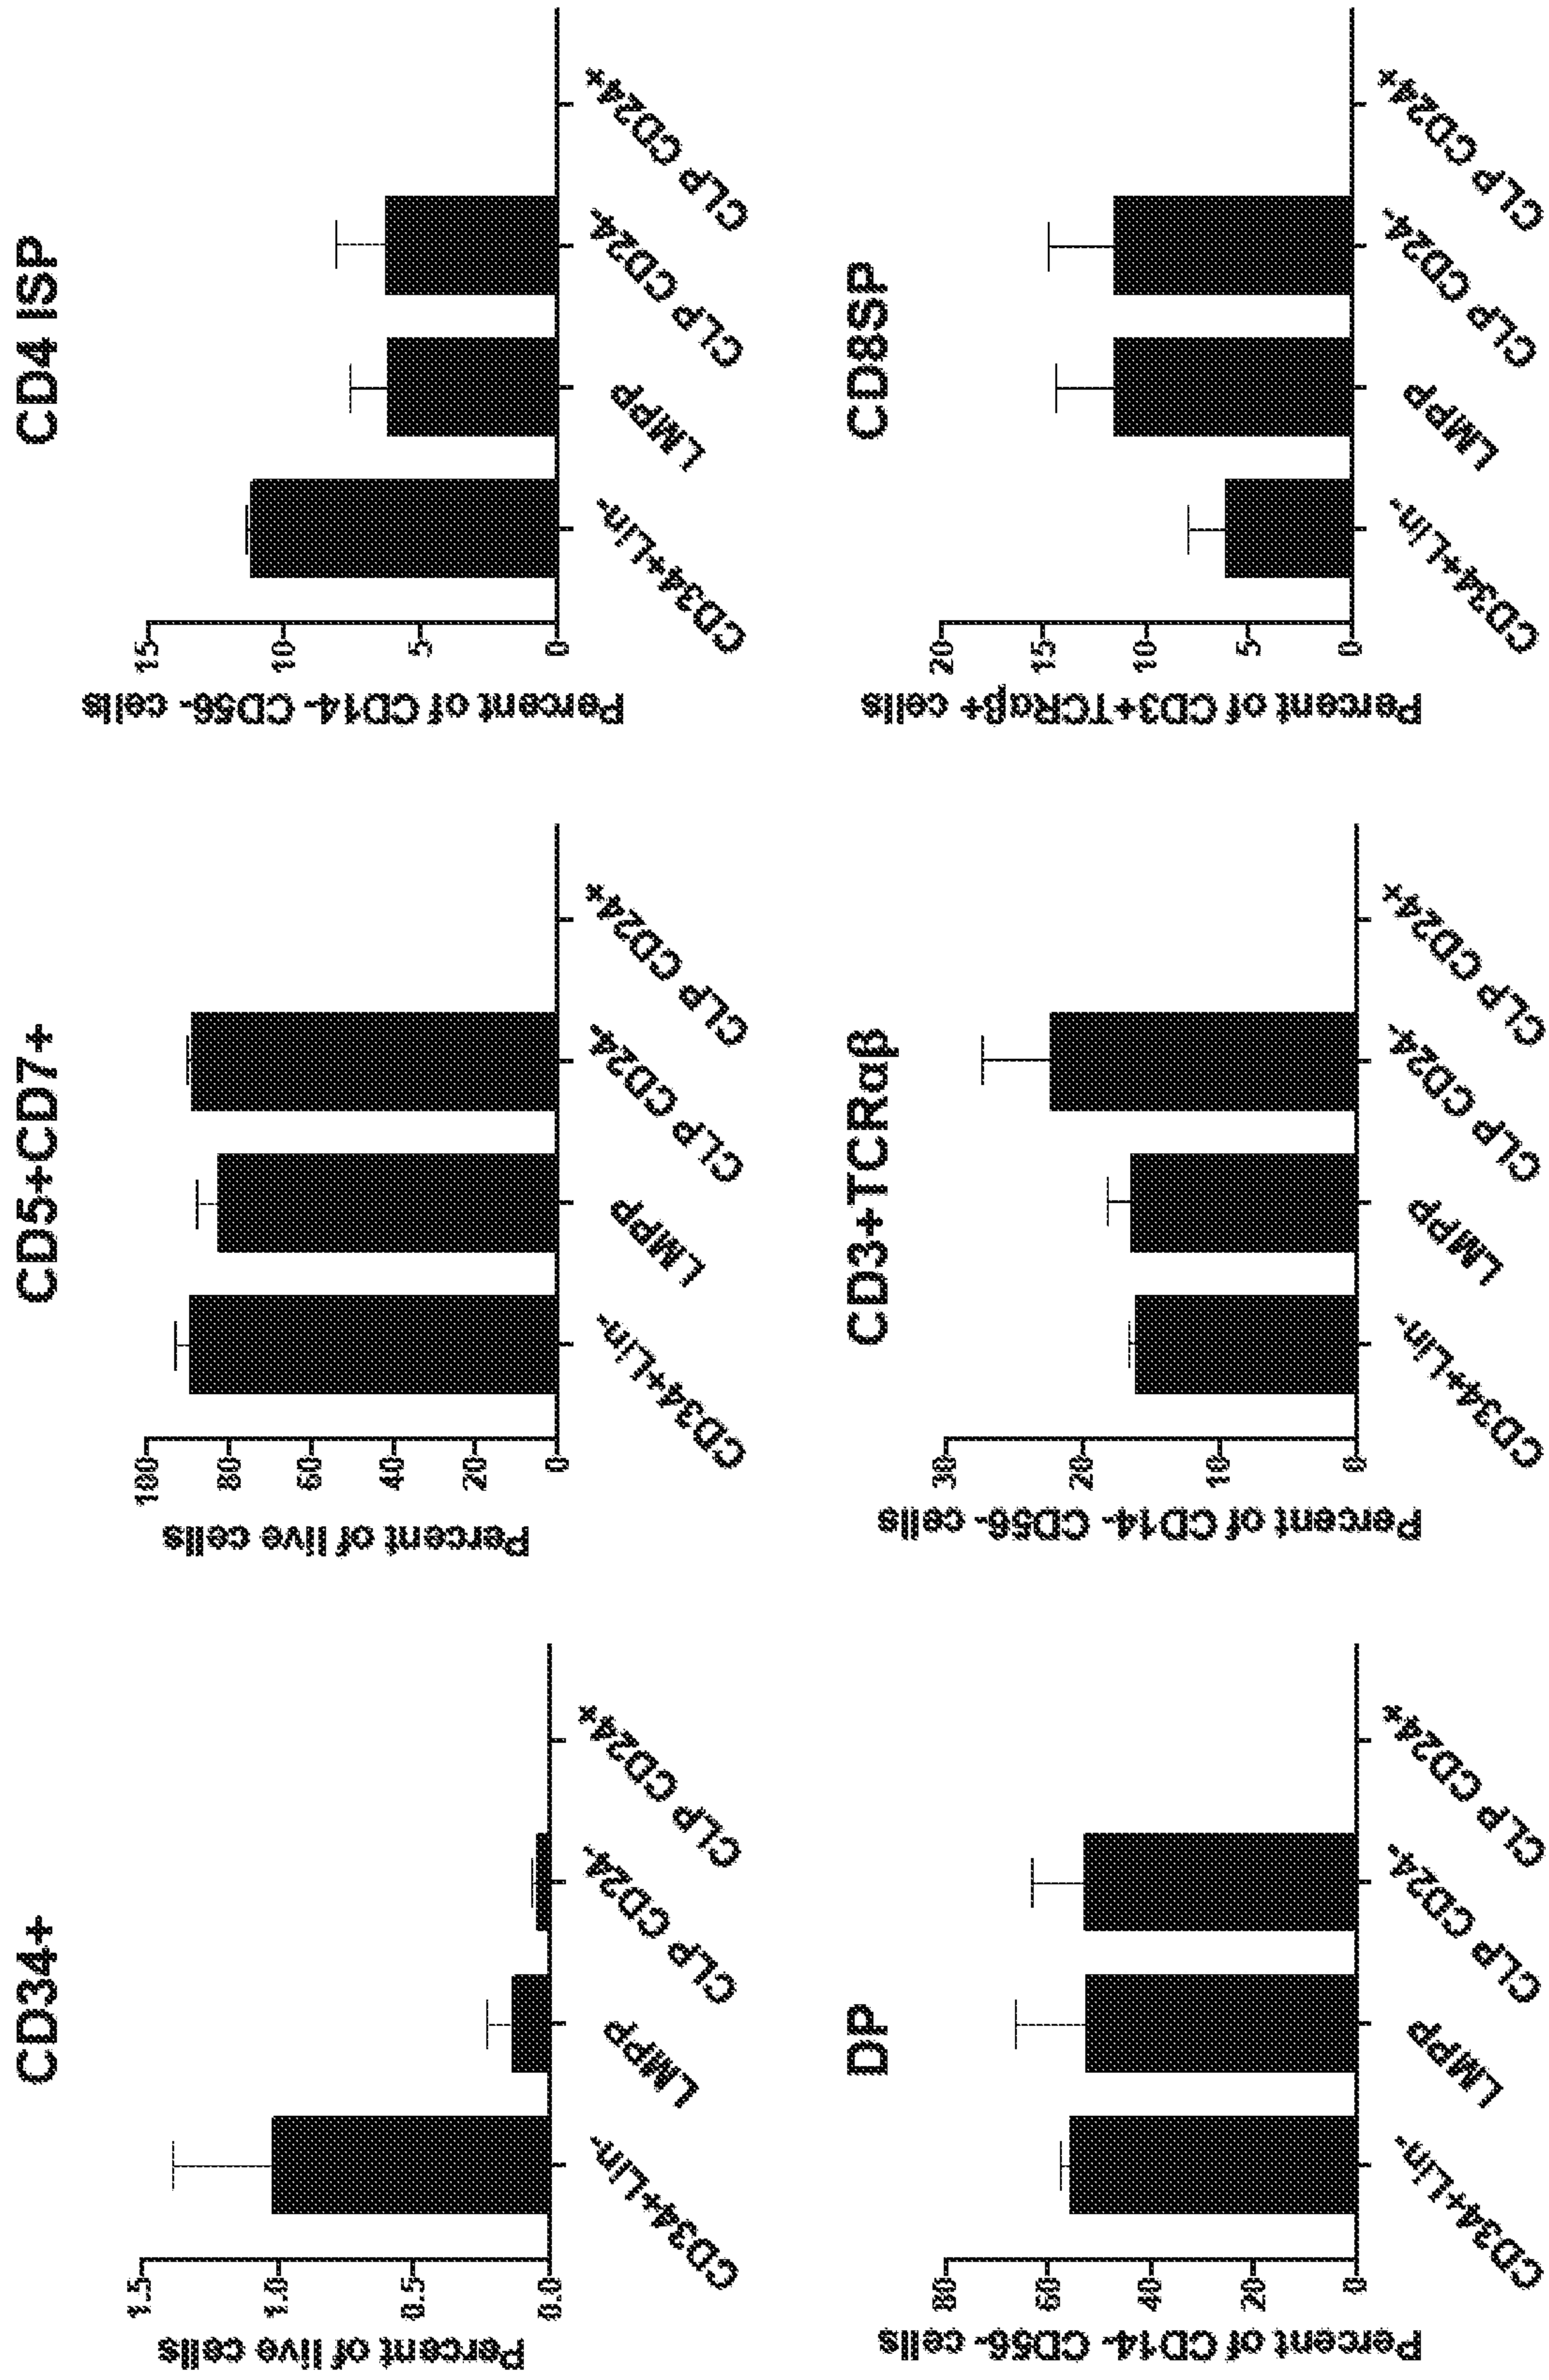 CD34+
Percent of live cells
1.5
1.0
0.5
0.0
CD34+Lin-
LMPP
CLP CD24-
CLP CD24+
CD5+CD7+
Percent of live cells
100
80
60
40
20
0
CD34+Lin-
LMPP
CLP CD24-
CLP CD24+
CD4 ISP
Percent of CD14- CD56- cells
15
10
5
0
CD34+Lin-
LMPP
CLP CD24-
CLP CD24+
DP
Percent of CD14- CD56- cells
80
60
40
20
0
CD34+Lin-
LMPP
CLP CD24-
CLP CD24+
CD3+TCRαβ
Percent of CD14- CD56- cells
30
20
10
0
CD34+Lin-
LMPP
CLP CD24-
CLP CD24+
CD8SP
Percent of CD3+TCRαβ+ cells
20
15
10
5
0
CD34+Lin-
LMPP
CLP CD24-
CLP CD24+